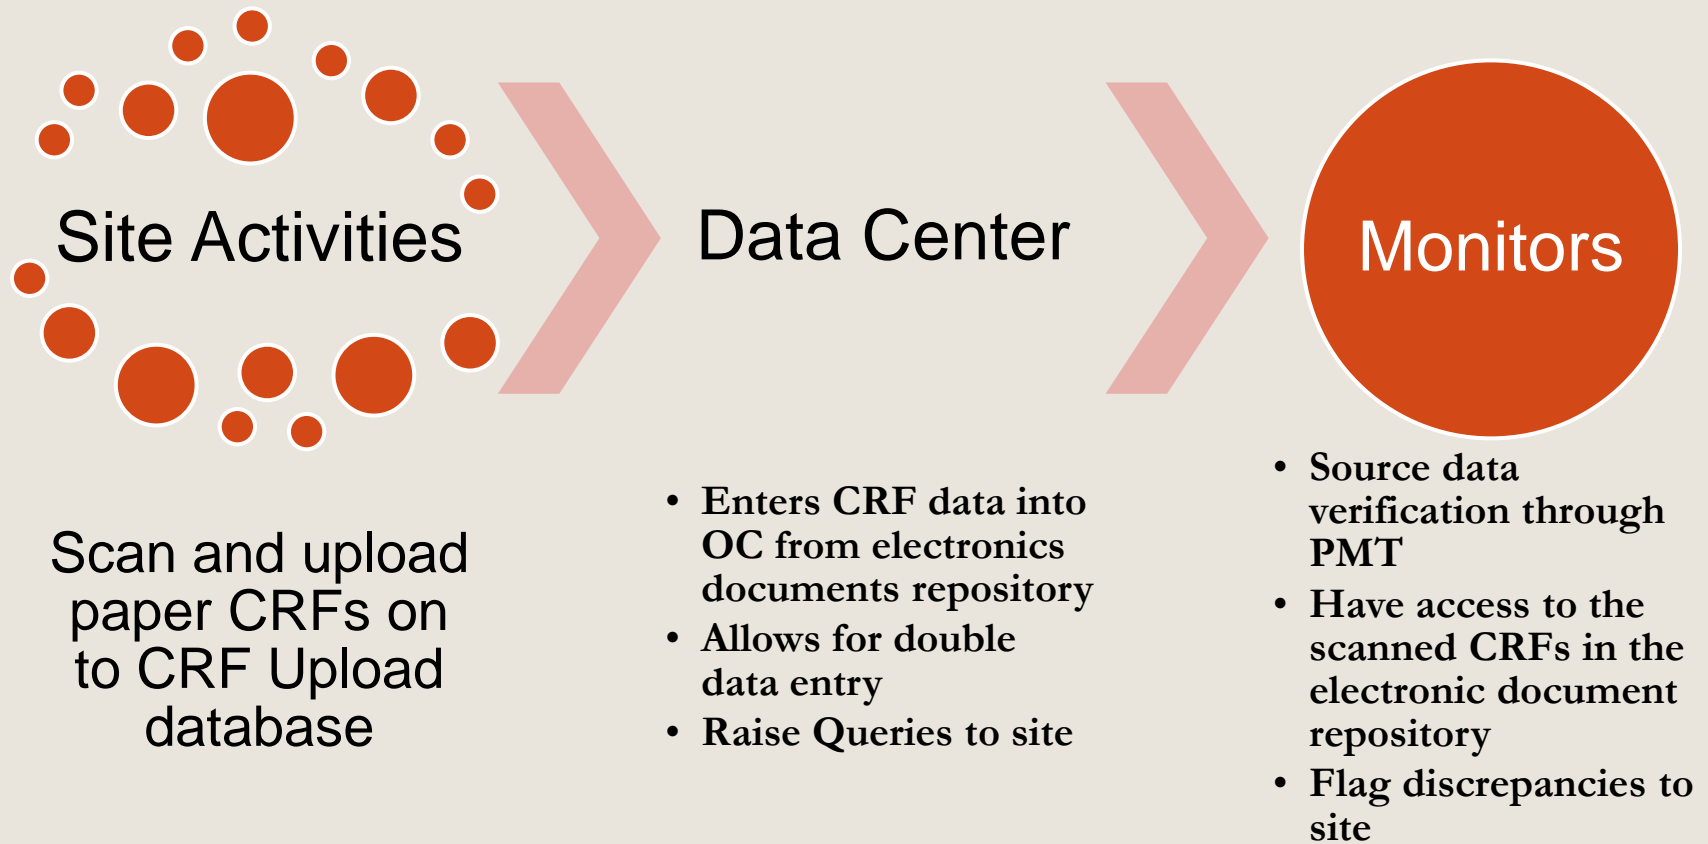 Site Activities
Scan and upload
paper CRFs on
to CRF Upload
database
Data Center
• Enters CRF data into
OC from electronics
documents repository
• Allows for double
data entry
• Raise Queries to site
Monitors
• Source data
verification through
PMT
• Have access to the
scanned CRFs in the
electronic document
repository
• Flag discrepancies to
site